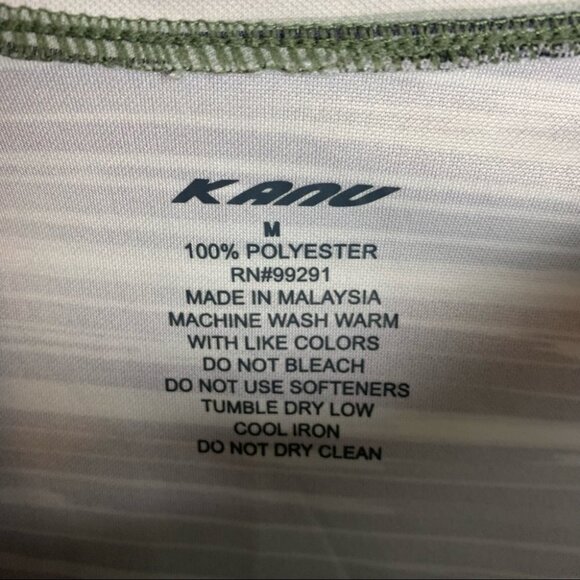 KANU
M
100% POLYESTER
RN#99291
MADE IN MALAYSIA
MACHINE WASH WARM
WITH LIKE COLORS
DO NOT BLEACH
DO NOT USE SOFTENERS
TUMBLE DRY LOW
COOL IRON
DO NOT DRY CLEAN